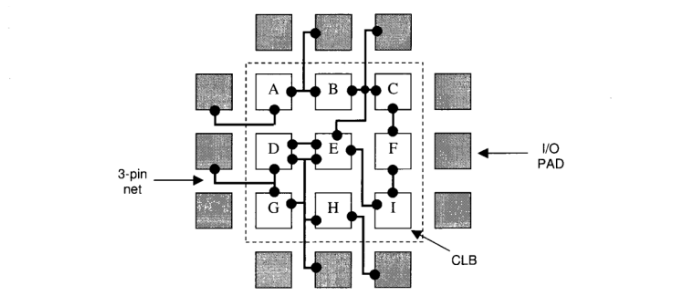 A B C
D E F
I/O
PAD
3-pin
net
G H I
CLB